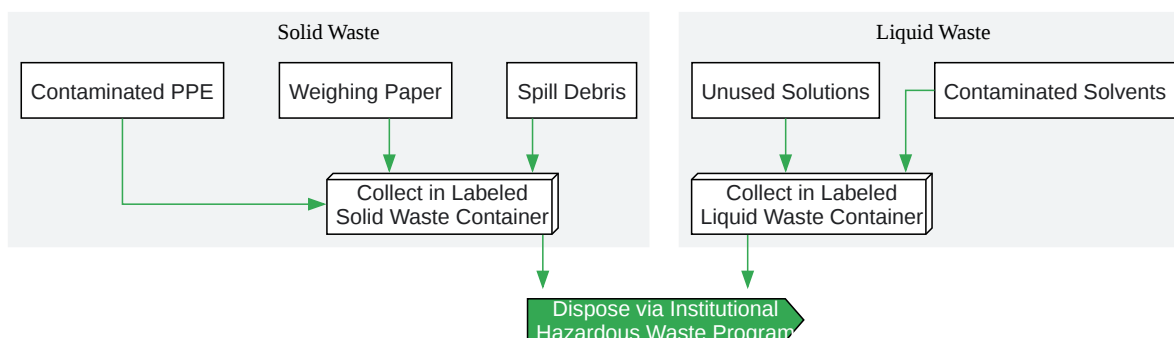 Solid Waste
Liquid Waste
Contaminated PPE
Weighing Paper
Spill Debris
Unused Solutions
Contaminated Solvents
Collect in Labeled
Solid Waste Container
Collect in Labeled
Liquid Waste Container
Dispose via Institutional
Hazardous Waste Program